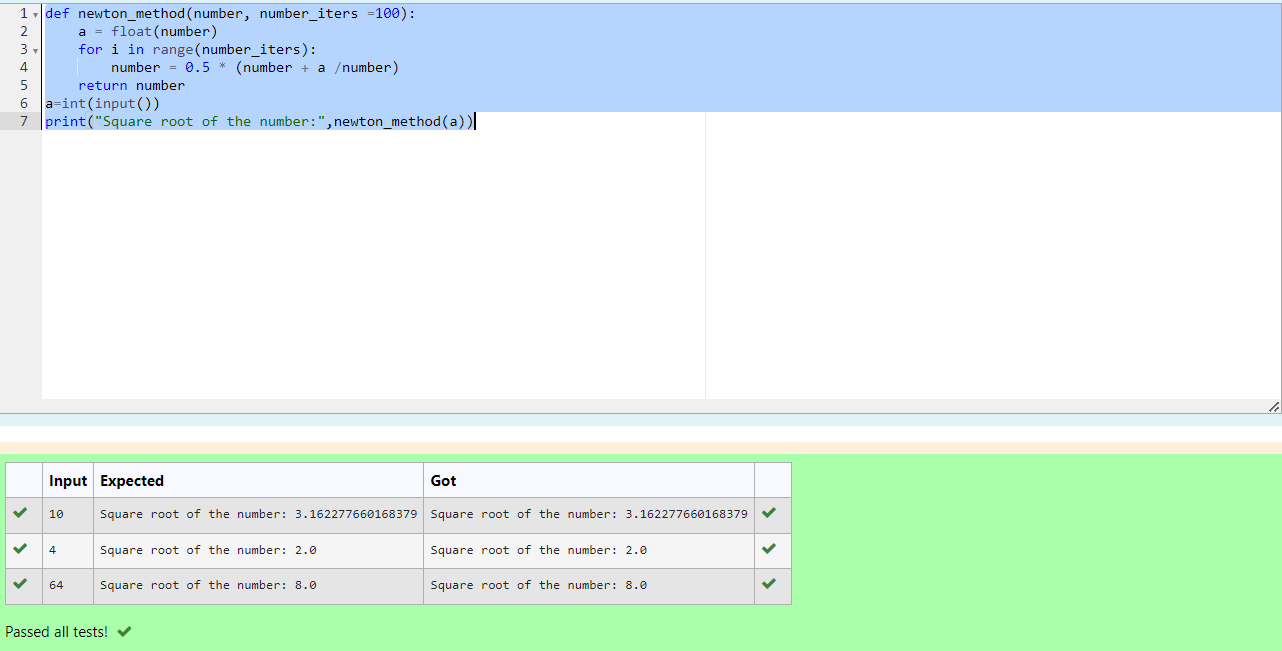 1 def newton_method(number, number_iters =100):
2     a = float(number)
3     for i in range(number_iters):
4         number = 0.5 * (number + a /number)
5     return number
6 a=int(input())
7 print("Square root of the number:",newton_method(a))
Input Expected Got
10 Square root of the number: 3.162277660168379 Square root of the number: 3.162277660168379
4 Square root of the number: 2.0 Square root of the number: 2.0
64 Square root of the number: 8.0 Square root of the number: 8.0
Passed all tests!